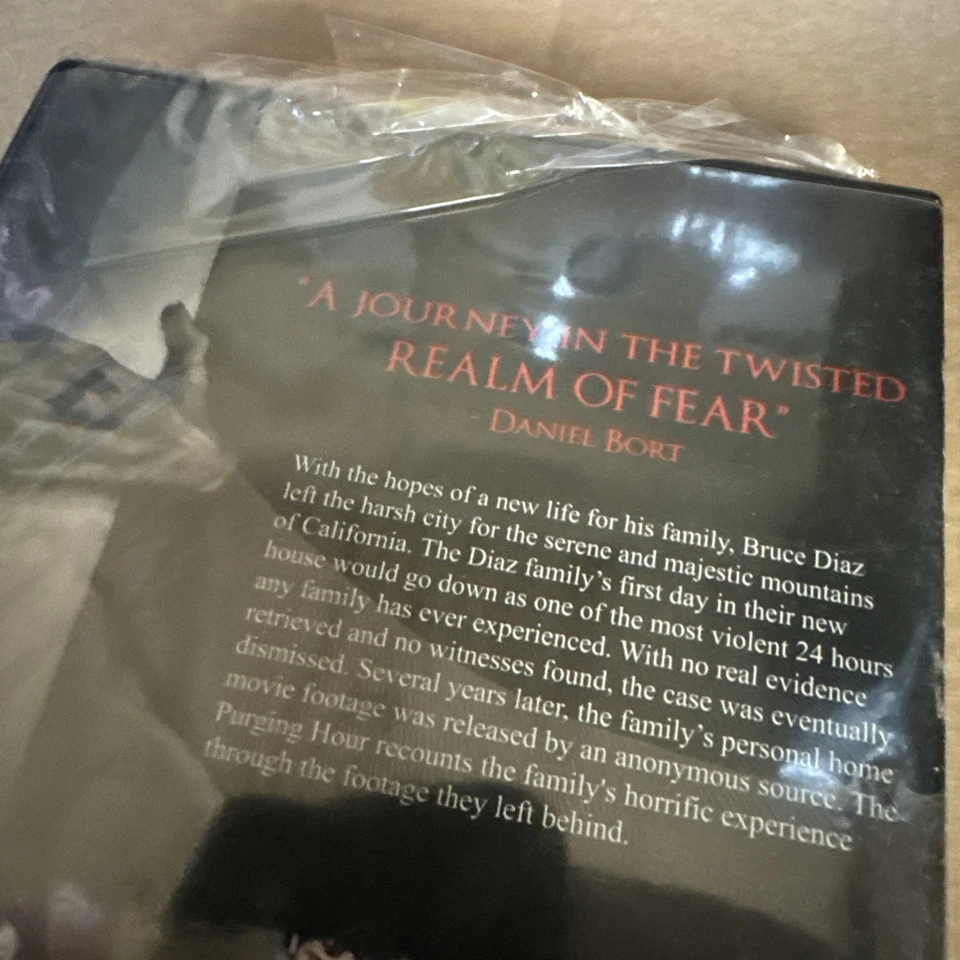 "A JOURNEY IN THE TWISTED
REALM OF FEAR"
DANIEL BORT
With the hopes of a new life for his family, Bruce Diaz
left the harsh city for the serene and majestic mountains
of California. The Diaz family's first day in their new
house would go down as one of the most violent 24 hours
any family has ever experienced. With no real evidence
retrieved and no witnesses found, the case was eventually
dismissed. Several years later, the family's personal home
movie footage was released by an anonymous source. The
Purging Hour recounts the family's horrific experience
through the footage they left behind.